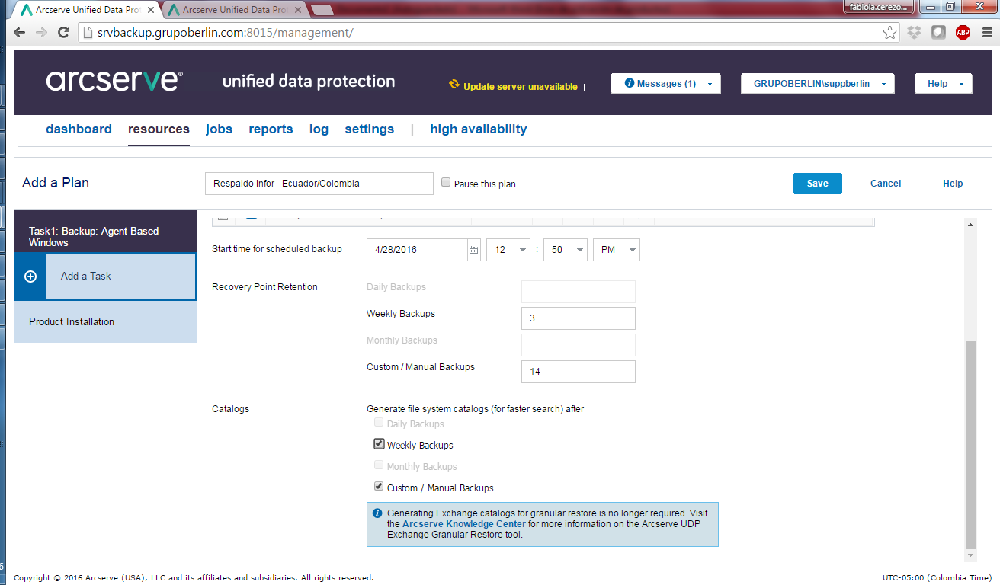 Arcserve Unified Data Prot
Arcserve Unified Data Prot
fabiola.cerezo...
srvbackup.grupoberlin.com:8015/management/
ABP
arcserve®
unified data protection
Update server unavailable |
Messages (1)
GRUPOBERLIN\suppberlin
Help
dashboard
resources
jobs
reports
log
settings
|
high availability
Add a Plan
Respaldo Infor - Ecuador/Colombia
Pause this plan
Save
Cancel
Help
Task1: Backup: Agent-Based
Windows
Add a Task
Product Installation
Start time for scheduled backup
4/28/2016
12
:
50
PM
Recovery Point Retention
Daily Backups
Weekly Backups
3
Monthly Backups
Custom / Manual Backups
14
Catalogs
Generate file system catalogs (for faster search) after
Daily Backups
Weekly Backups
Monthly Backups
Custom / Manual Backups
Generating Exchange catalogs for granular restore is no longer required. Visit
the Arcserve Knowledge Center for more information on the Arcserve UDP
Exchange Granular Restore tool.
Copyright © 2016 Arcserve (USA), LLC and its affiliates and subsidiaries. All rights reserved.
UTC-05:00 (Colombia Time)